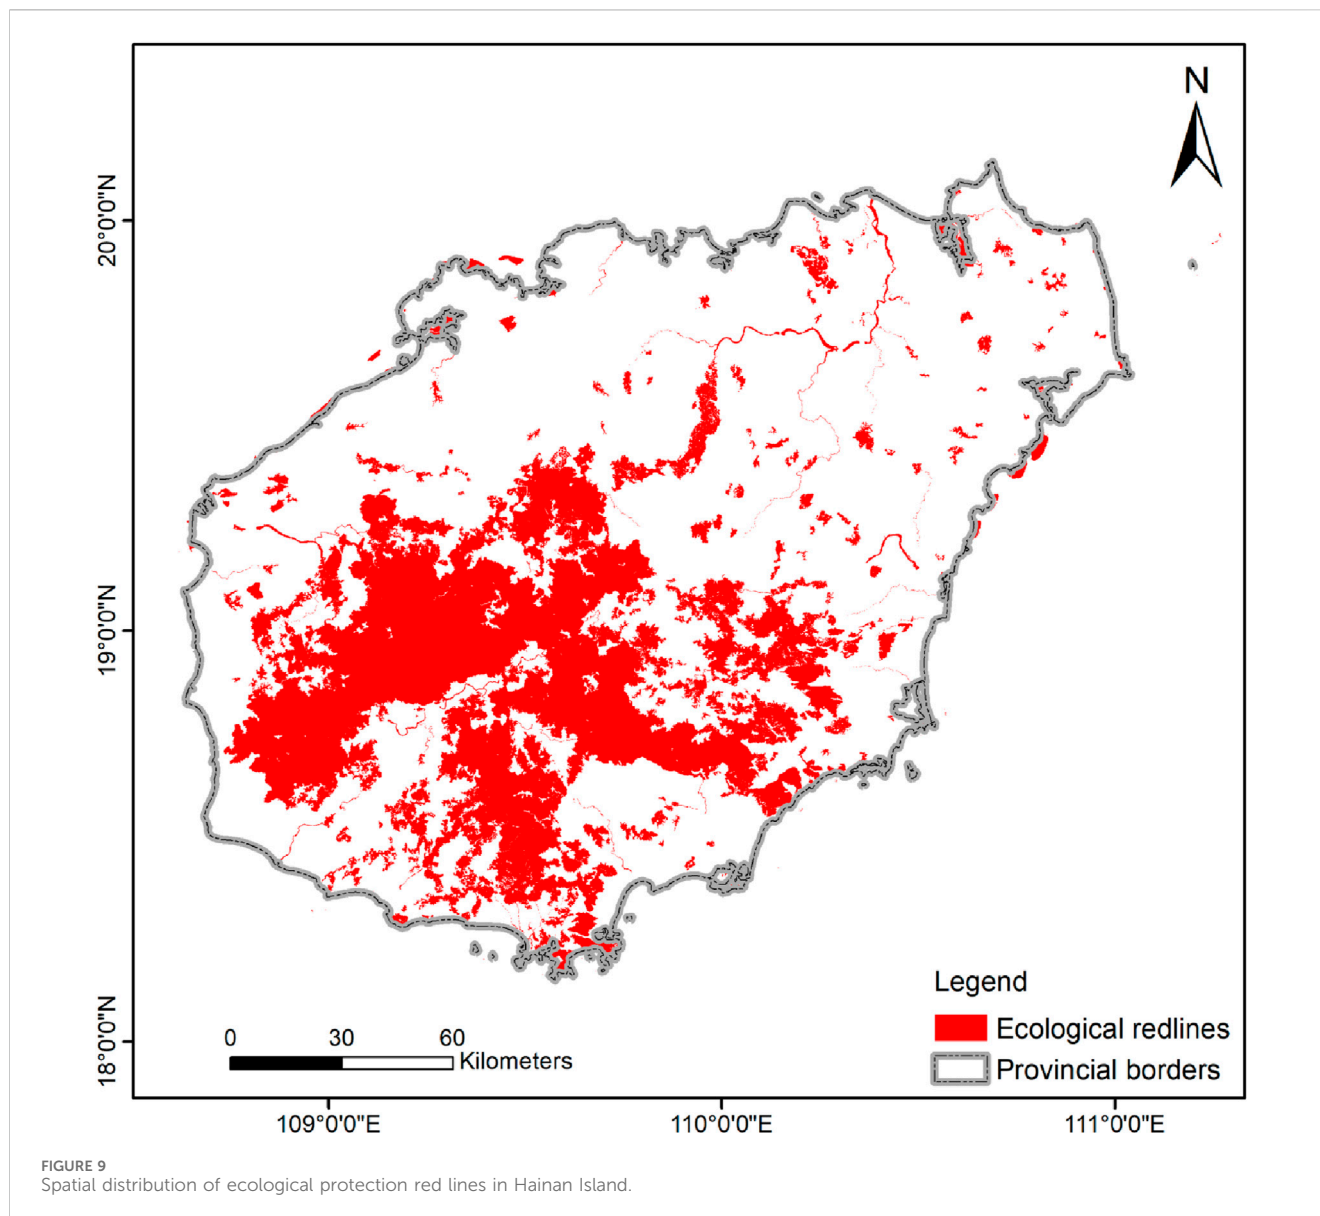 N
20°0'0"N
19°0'0"N
18°0'0"N
Legend
Ecological redlines
Provincial borders
0 30 60
Kilometers
109°0'0"E 110°0'0"E 111°0'0"E
FIGURE 9
Spatial distribution of ecological protection red lines in Hainan Island.